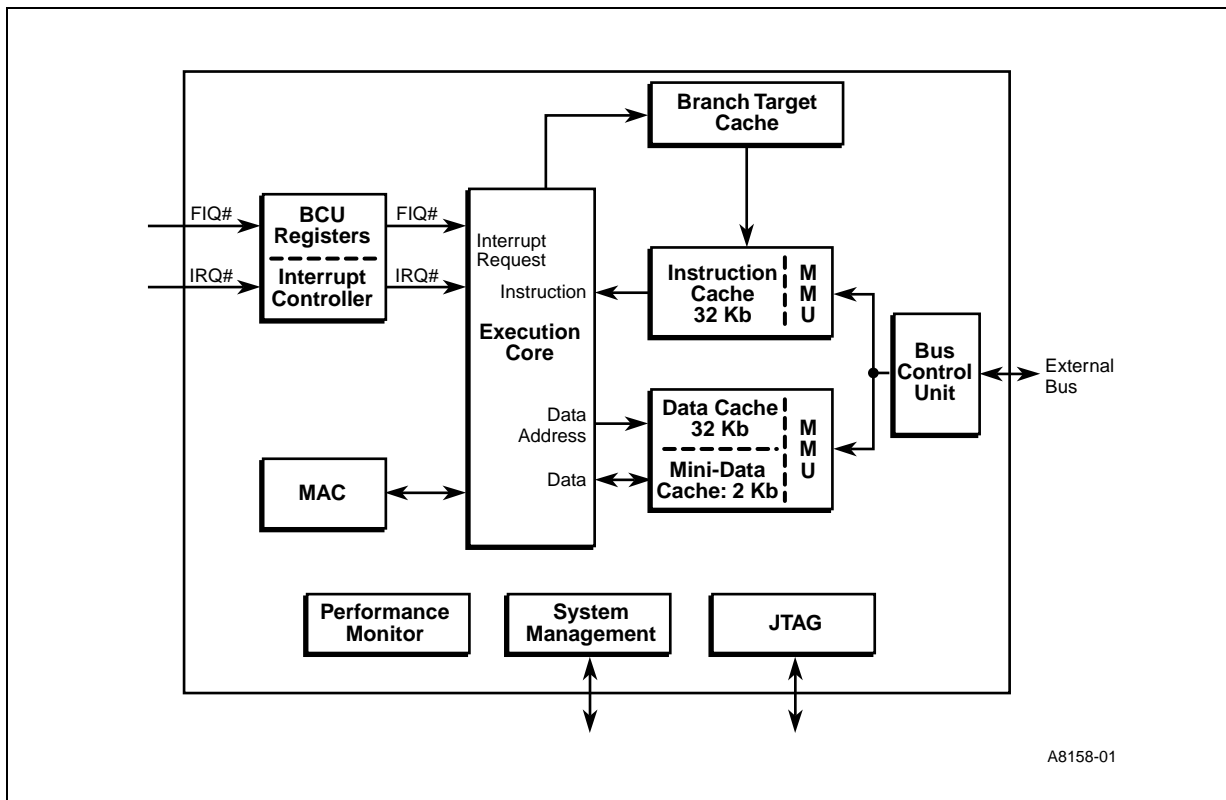 Branch Target
Cache
FIQ#
BCU
Registers
FIQ#
IRQ#
Interrupt
Controller
IRQ#
Interrupt
Request
Instruction
Execution
Core
Data
Address
Data
Instruction
Cache
32 Kb
M
M
U
Data Cache
32 Kb
Mini-Data
Cache: 2 Kb
M
M
U
Bus
Control
Unit
External
Bus
MAC
Performance
Monitor
System
Management
JTAG
A8158-01